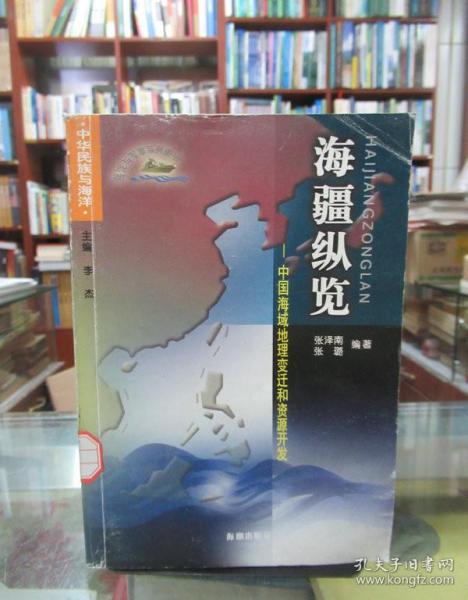 中华民族与海洋
主编 李杰
海疆纵览
HAIJIANGZONGLAN
—中国海域地理变迁和资源开发
张泽南
张璐
编著
海潮出版社
孔夫子旧书网
www.kongfz.com